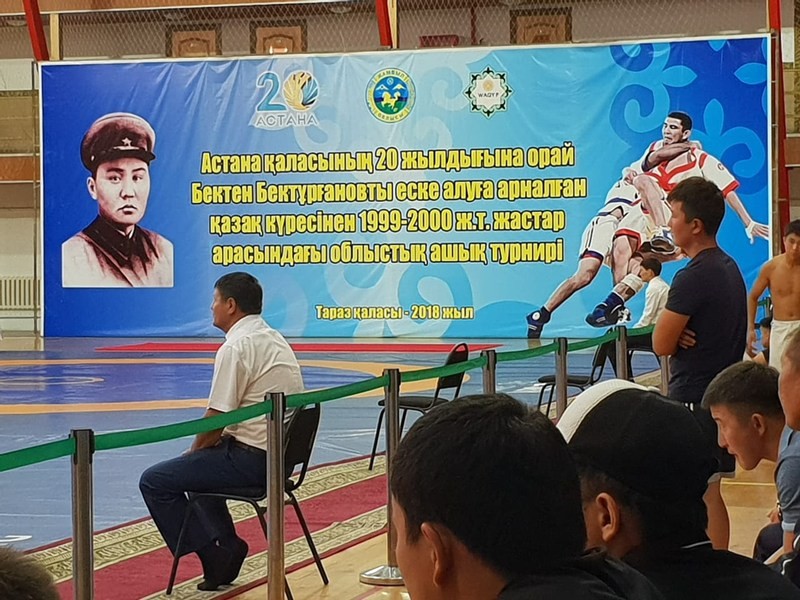 20
АСТАНА
WAQYP
Астана қаласының 20 жылдығына орай
Бектен Бектұрғановты еске алуға арналған
қазақ күресінен 1999-2000 ж.т. жастар
арасындағы облыстық ашық турнирі
Тараз қаласы - 2018 жыл